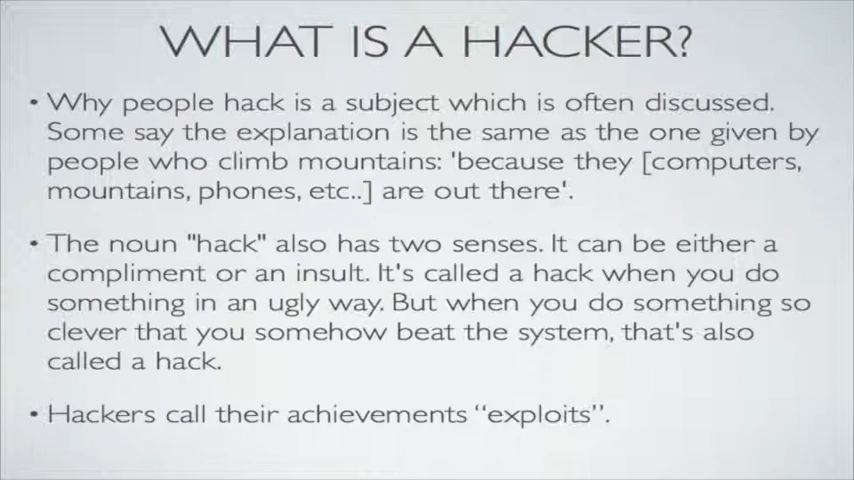 WHAT IS A HACKER?
• Why people hack is a subject which is often discussed.
Some say the explanation is the same as the one given by
people who climb mountains: 'because they [computers,
mountains, phones, etc..] are out there'.
• The noun "hack" also has two senses. It can be either a
compliment or an insult. It's called a hack when you do
something in an ugly way. But when you do something so
clever that you somehow beat the system, that's also
called a hack.
• Hackers call their achievements “exploits”.